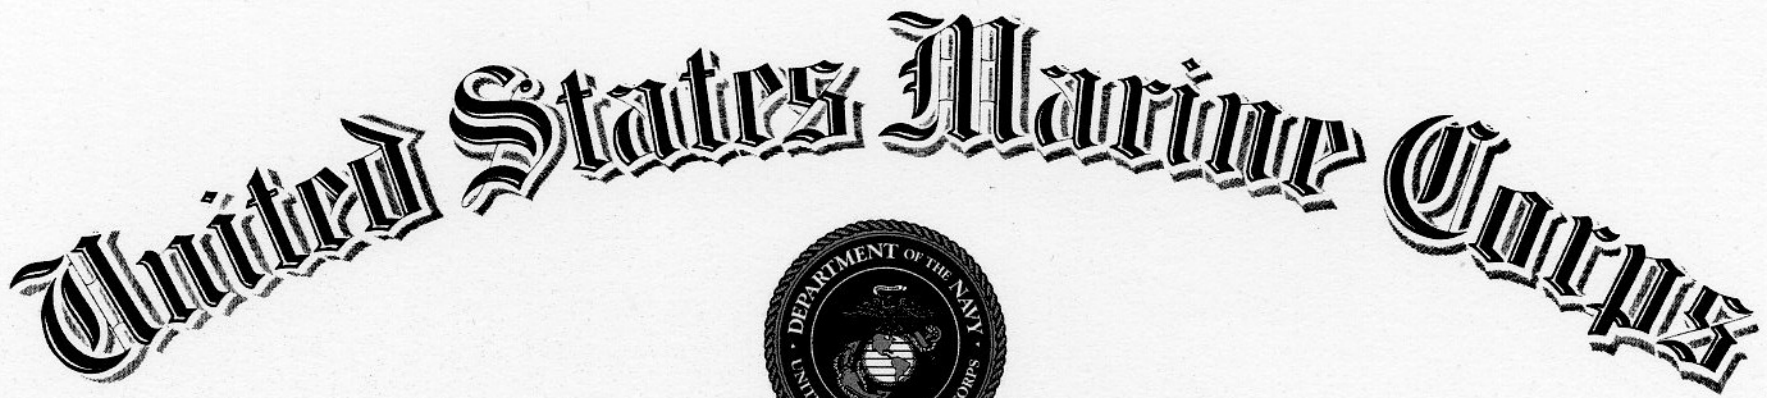 United States Marine Corps
DEPARTMENT OF THE NAVY